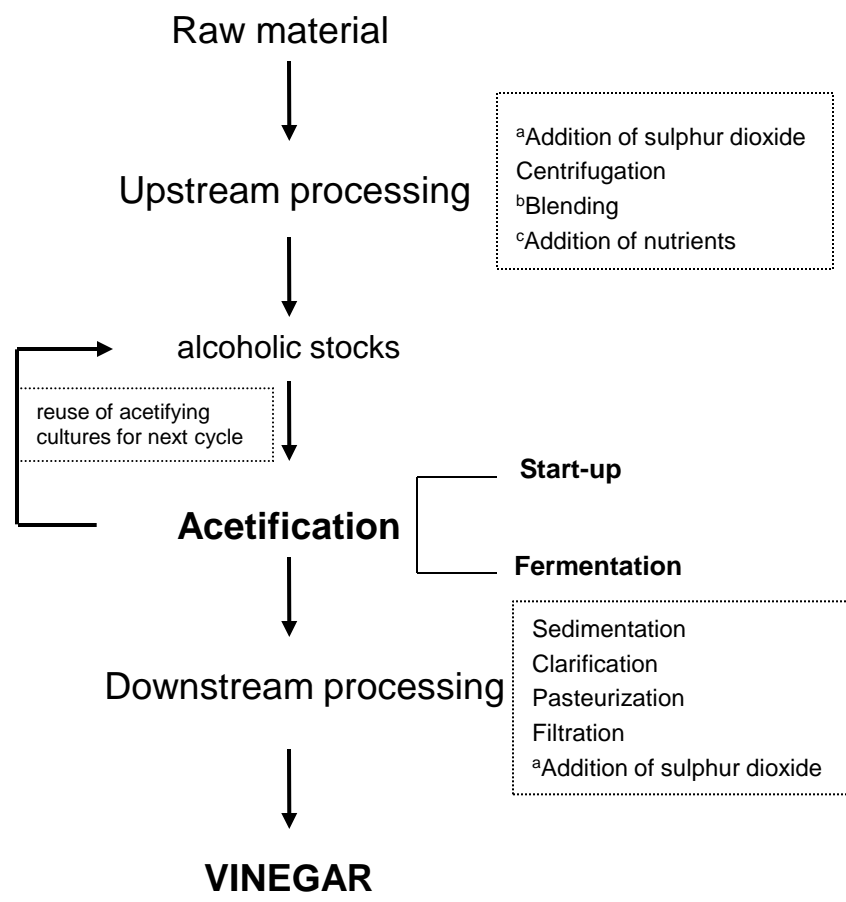 Raw material
Upstream processing
ᵃAddition of sulphur dioxide
Centrifugation
ᵇBlending
ᶜAddition of nutrients
alcoholic stocks
reuse of acetifying
cultures for next cycle
Acetification
Start-up
Fermentation
Downstream processing
Sedimentation
Clarification
Pasteurization
Filtration
ᵃAddition of sulphur dioxide
VINEGAR